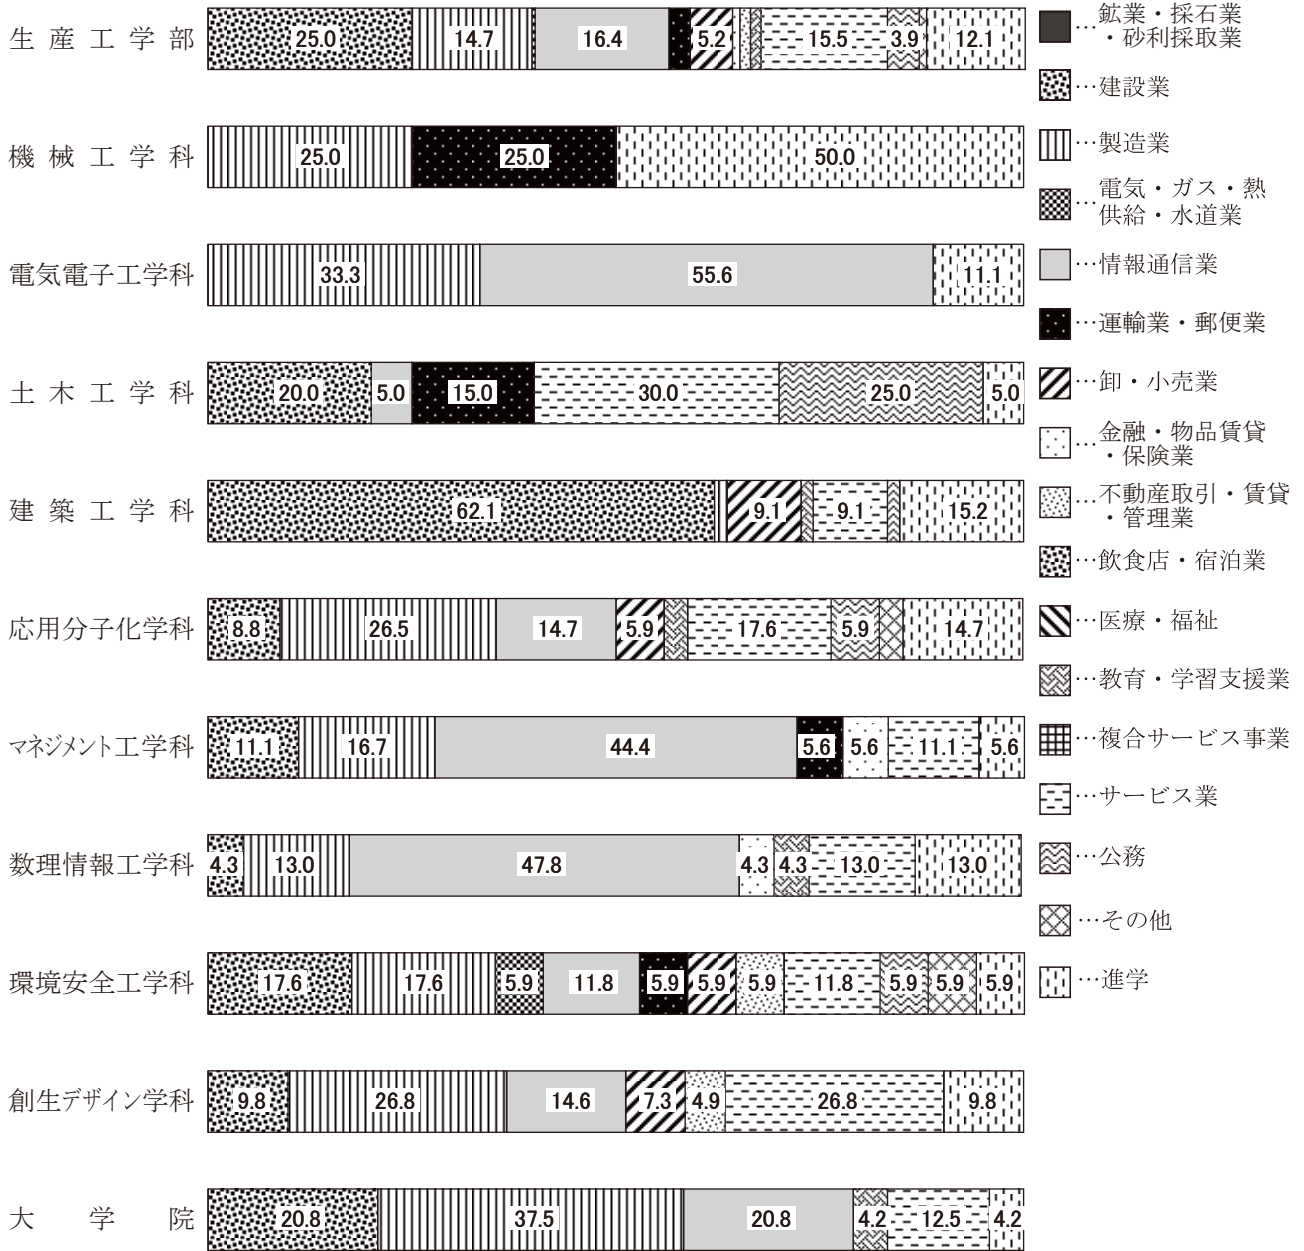 生産工学部 25.0 14.7 16.4 5.2 15.5 3.9 12.1
機械工学科 25.0 25.0 50.0
電気電子工学科 33.3 55.6 11.1
土木工学科 20.0 5.0 15.0 30.0 25.0 5.0
建築工学科 62.1 9.1 9.1 15.2
応用分子化学科 8.8 26.5 14.7 5.9 17.6 5.9 14.7
マネジメント工学科 11.1 16.7 44.4 5.6 5.6 11.1 5.6
数理情報工学科 4.3 13.0 47.8 4.3 4.3 13.0 13.0
環境安全工学科 17.6 17.6 5.9 11.8 5.9 5.9 5.9 11.8 5.9 5.9 5.9
創生デザイン学科 9.8 26.8 14.6 7.3 4.9 26.8 9.8
大学院 20.8 37.5 20.8 4.2 12.5 4.2
…鉱業・採石業
・砂利採取業
…建設業
…製造業
…電気・ガス・熱
供給・水道業
…情報通信業
…運輸業・郵便業
…卸・小売業
…金融・物品賃貸
・保険業
…不動産取引・賃貸
・管理業
…飲食店・宿泊業
…医療・福祉
…教育・学習支援業
…複合サービス事業
…サービス業
…公務
…その他
…進学